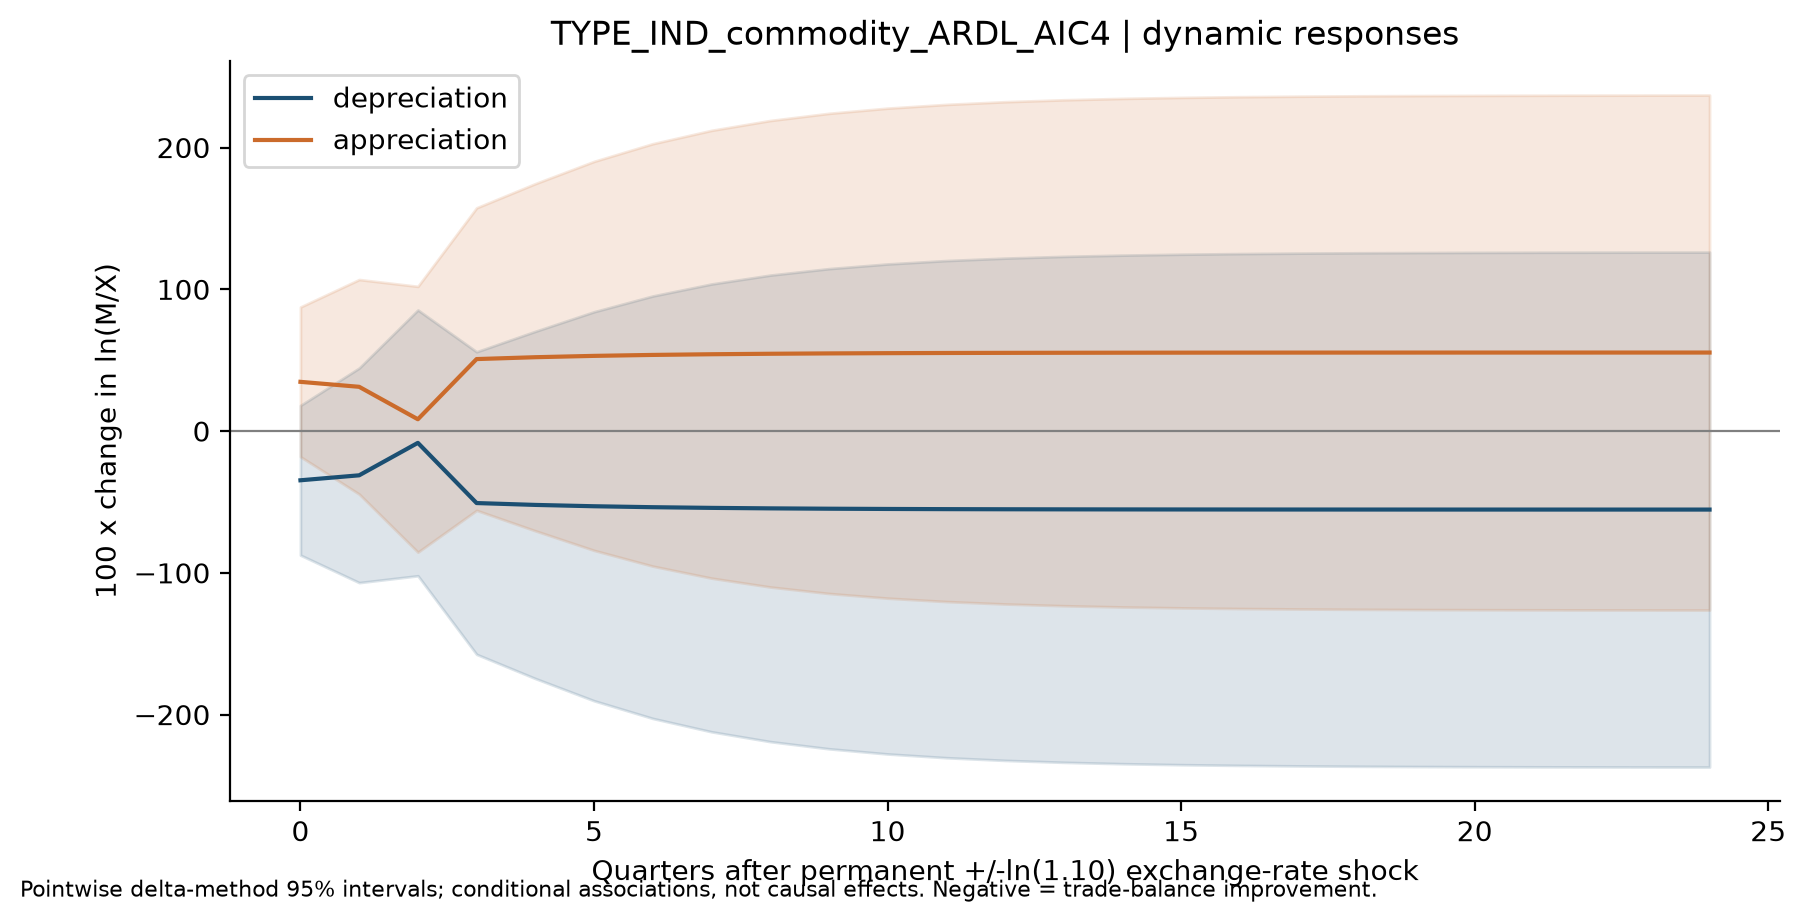 TYPE_IND_commodity_ARDL_AIC4 | dynamic responses
depreciation
appreciation
100 x change in ln(M/X)
200
100
0
−100
−200
0
5
10
15
20
25
Quarters after permanent +/-ln(1.10) exchange-rate shock
Pointwise delta-method 95% intervals; conditional associations, not causal effects. Negative = trade-balance improvement.